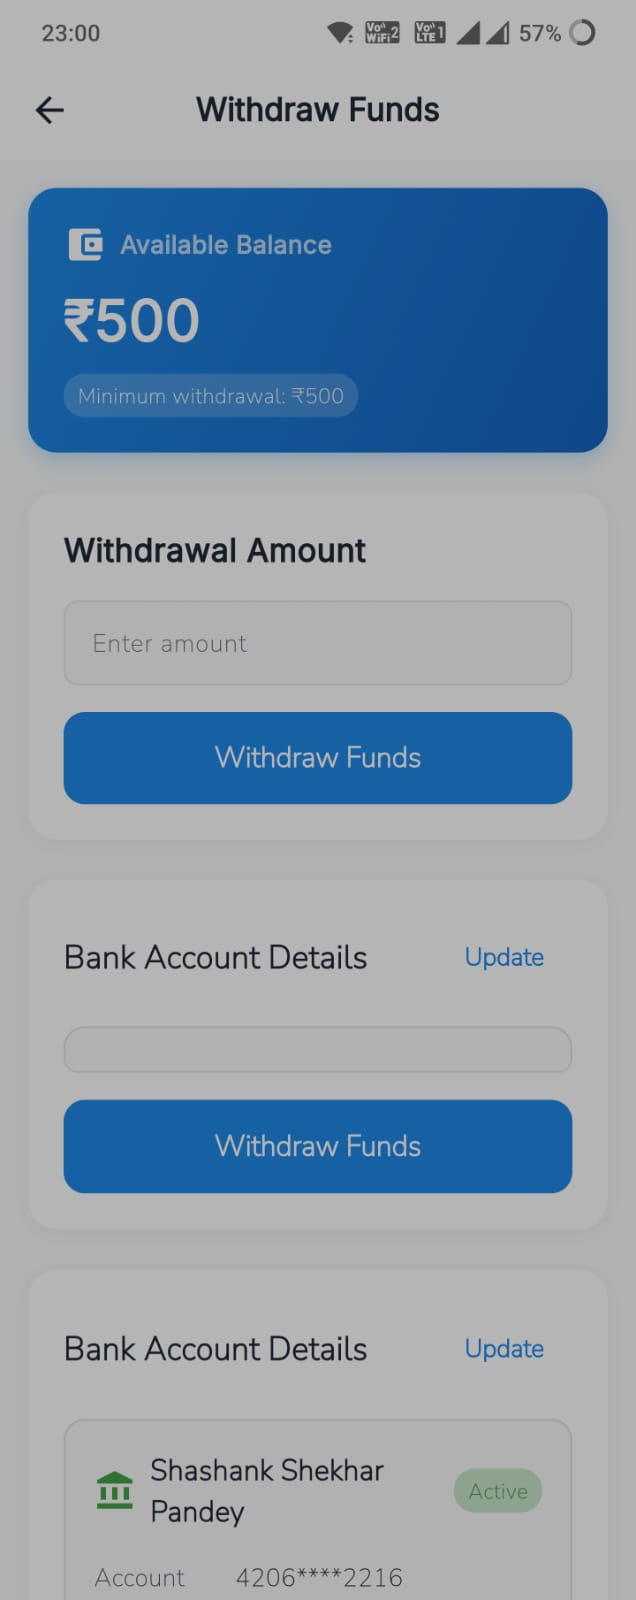 23:00 Vo)) WiFi2 Vo)) LTE1 57%
Withdraw Funds
Available Balance
₹500
Minimum withdrawal: ₹500
Withdrawal Amount
Enter amount
Withdraw Funds
Bank Account Details Update
Withdraw Funds
Bank Account Details Update
Shashank Shekhar
Pandey
Active
Account 4206****2216